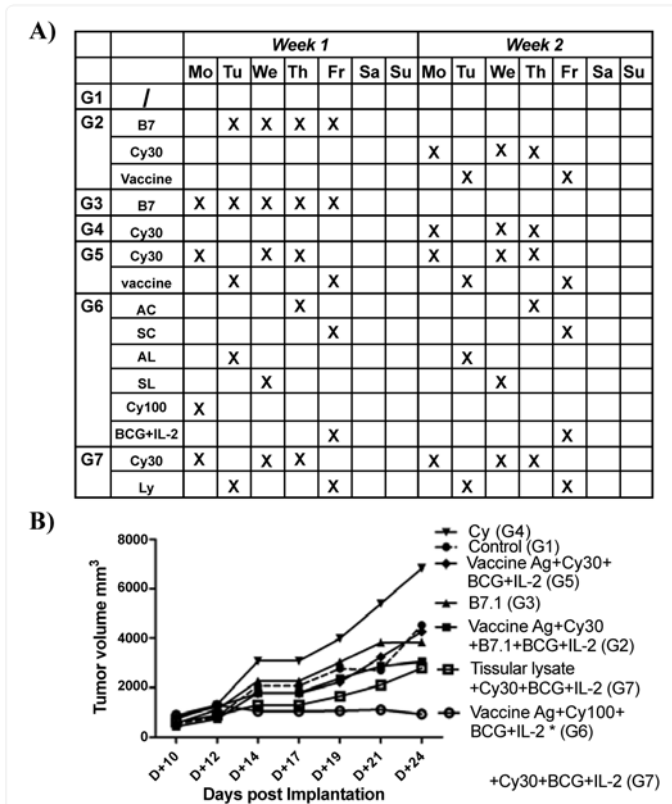 A)
Week 1 Week 2
Mo Tu We Th Fr Sa Su Mo Tu We Th Fr Sa Su
G1 /
G2 B7 X X X X
Cy30 X X X
Vaccine X X
G3 B7 X X X X X
G4 Cy30 X X X
G5 Cy30 X X X X X X
vaccine X X X X
G6 AC X X
SC X X
AL X X
SL X X
Cy100 X
BCG+IL-2 X X
G7 Cy30 X X X X X X
Ly X X X X
B)
8000
6000
4000
2000
0
Tumor volume mm³
D+10 D+12 D+14 D+17 D+19 D+21 D+24
Days post Implantation
Cy (G4)
Control (G1)
Vaccine Ag+Cy30+
BCG+IL-2 (G5)
B7.1 (G3)
Vaccine Ag+Cy30
+B7.1+BCG+IL-2 (G2)
Tissular lysate
+Cy30+BCG+IL-2 (G7)
Vaccine Ag+Cy100+
BCG+IL-2 * (G6)
+Cy30+BCG+IL-2 (G7)